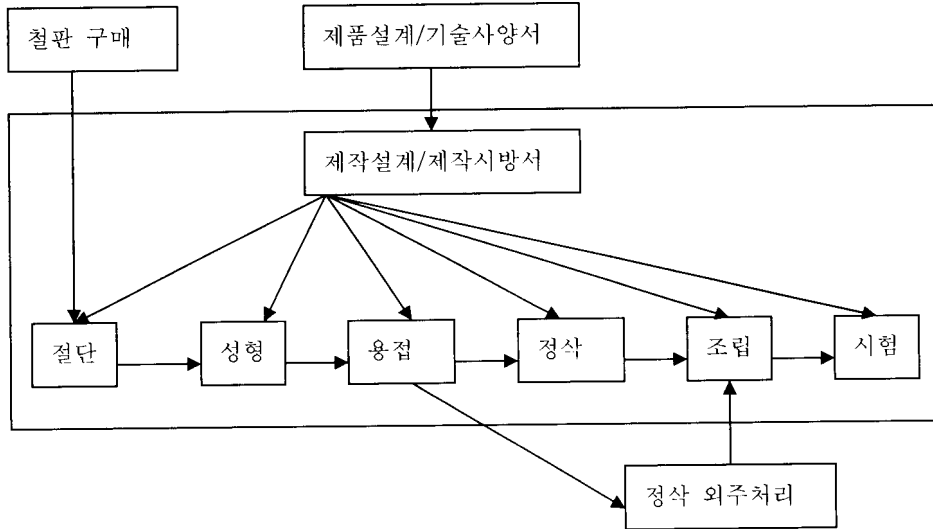 철판 구매
제품설계/기술사양서
제작설계/제작시방서
절단
성형
용접
정삭
조립
시험
정삭 외주처리